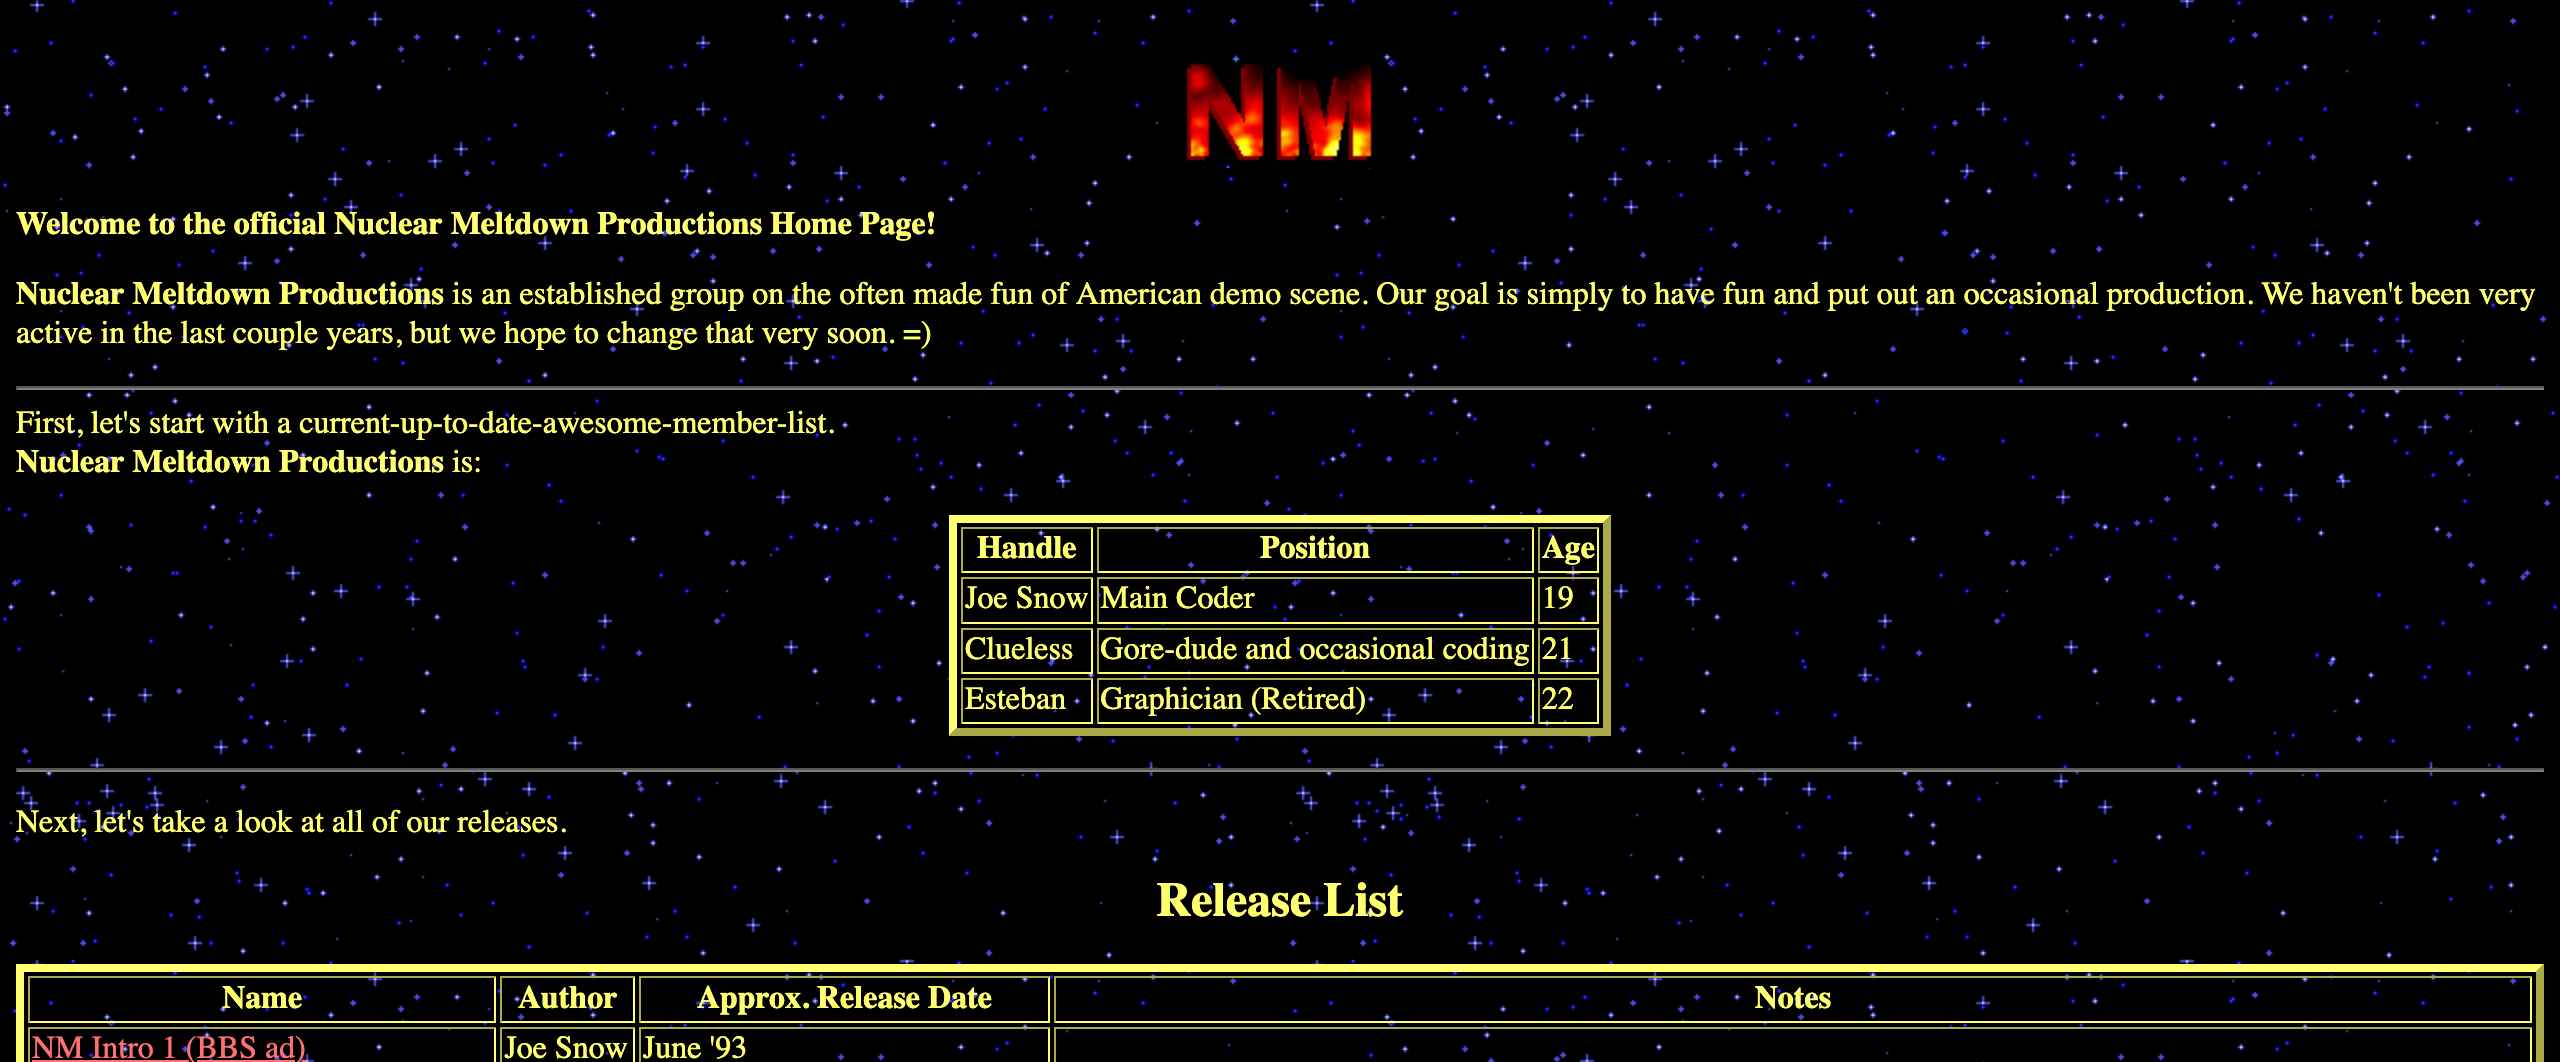 NM
Welcome to the official Nuclear Meltdown Productions Home Page!
Nuclear Meltdown Productions is an established group on the often made fun of American demo scene. Our goal is simply to have fun and put out an occasional production. We haven't been very
active in the last couple years, but we hope to change that very soon. =)
First, let's start with a current-up-to-date-awesome-member-list.
Nuclear Meltdown Productions is:
Handle Position Age
Joe Snow Main Coder 19
Clueless Gore-dude and occasional coding 21
Esteban Graphician (Retired) 22
Next, let's take a look at all of our releases.
Release List
Name Author Approx. Release Date Notes
NM Intro 1 (BBS ad) Joe Snow June '93